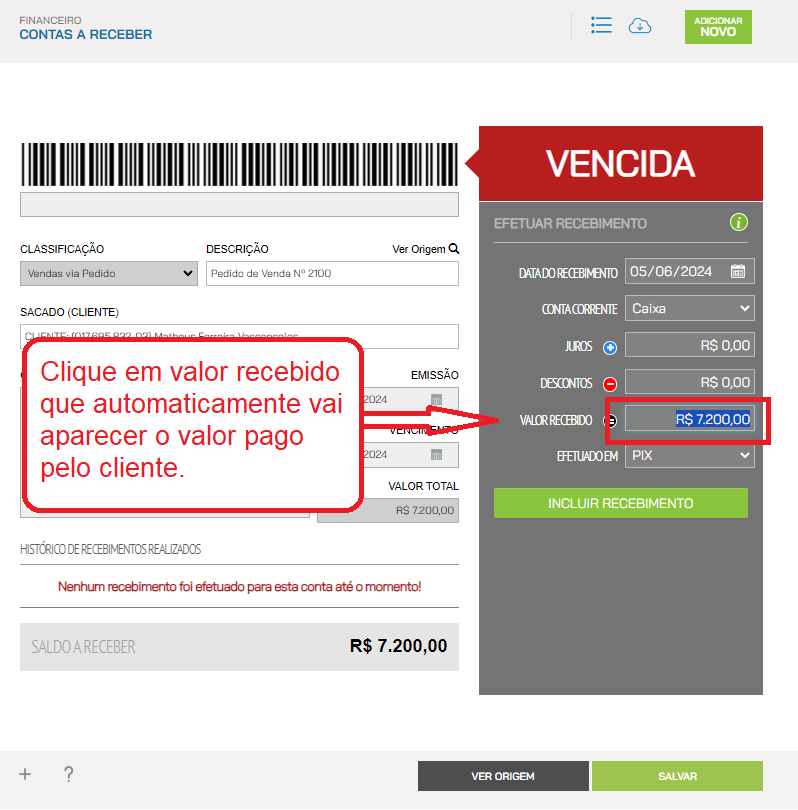 FINANCEIRO
CONTAS A RECEBER
ADICIONAR
NOVO
VENCIDA
EFETUAR RECEBIMENTO
CLASSIFICAÇÃO
DESCRIÇÃO
Ver Origem
Vendas via Pedido
Pedido de Venda Nº 2100
SACADO (CLIENTE)
CLIENTE: (017.695.832-03) Matheus Ferreira Vasconcelos
Clique em valor recebido
que automaticamente vai
aparecer o valor pago
pelo cliente.
EMISSÃO
2024
VENCIMENTO
2024
VALOR TOTAL
R$ 7.200,00
HISTÓRICO DE RECEBIMENTOS REALIZADOS
Nenhum recebimento foi efetuado para esta conta até o momento!
SALDO A RECEBER
R$ 7.200,00
DATA DO RECEBIMENTO
05/06/2024
CONTA CORRENTE
Caixa
JUROS
R$ 0,00
DESCONTOS
R$ 0,00
VALOR RECEBIDO
R$ 7.200,00
EFETUADO EM
PIX
INCLUIR RECEBIMENTO
+ ?
VER ORIGEM
SALVAR